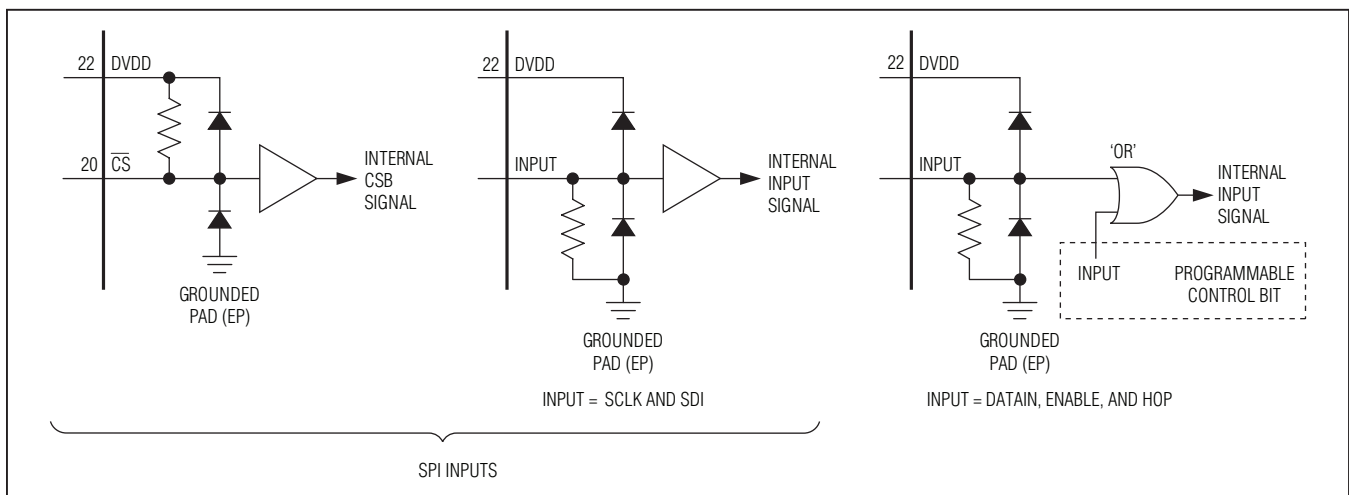 22 DVDD
20 C̅S̅
INTERNAL
CSB
SIGNAL
GROUNDED
PAD (EP)
22 DVDD
INPUT
INTERNAL
INPUT
SIGNAL
GROUNDED
PAD (EP)
INPUT = SCLK AND SDI
SPI INPUTS
22 DVDD
INPUT
'OR'
INTERNAL
INPUT
SIGNAL
INPUT
PROGRAMMABLE
CONTROL BIT
GROUNDED
PAD (EP)
INPUT = DATAIN, ENABLE, AND HOP